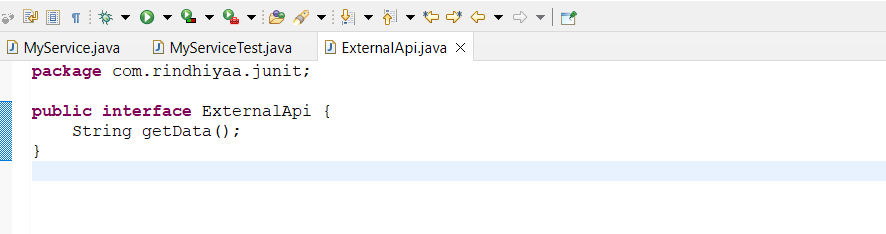 MyService.java
MyServiceTest.java
ExternalApi.java
package com.rindhiyaa.junit;
public interface ExternalApi {
    String getData();
}